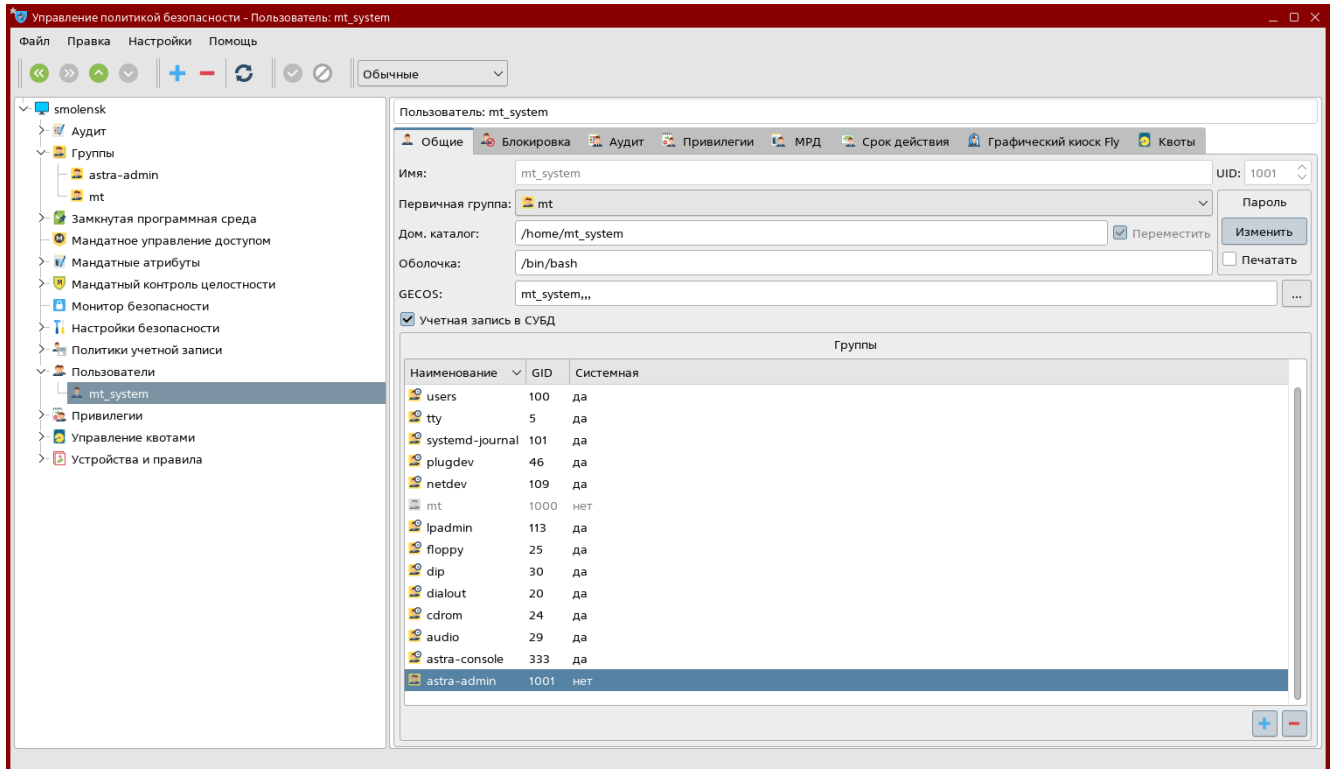 Управление политикой безопасности - Пользователь: mt_system
Файл Правка Настройки Помощь
Обычные
smolensk
Аудит
Группы
astra-admin
mt
Замкнутая программная среда
Мандатное управление доступом
Мандатные атрибуты
Мандатный контроль целостности
Монитор безопасности
Настройки безопасности
Политики учетной записи
Пользователи
mt_system
Привилегии
Управление квотами
Устройства и правила
Пользователь: mt_system
Общие Блокировка Аудит Привилегии МРД Срок действия Графический киоск Fly Квоты
Имя: mt_system UID: 1001
Первичная группа: mt Пароль
Дом. каталог: /home/mt_system Переместить Изменить
Оболочка: /bin/bash Печатать
GECOS: mt_system,,, ...
Учетная запись в СУБД
Группы
Наименование GID Системная
users 100 да
tty 5 да
systemd-journal 101 да
plugdev 46 да
netdev 109 да
mt 1000 нет
lpadmin 113 да
floppy 25 да
dip 30 да
dialout 20 да
cdrom 24 да
audio 29 да
astra-console 333 да
astra-admin 1001 нет